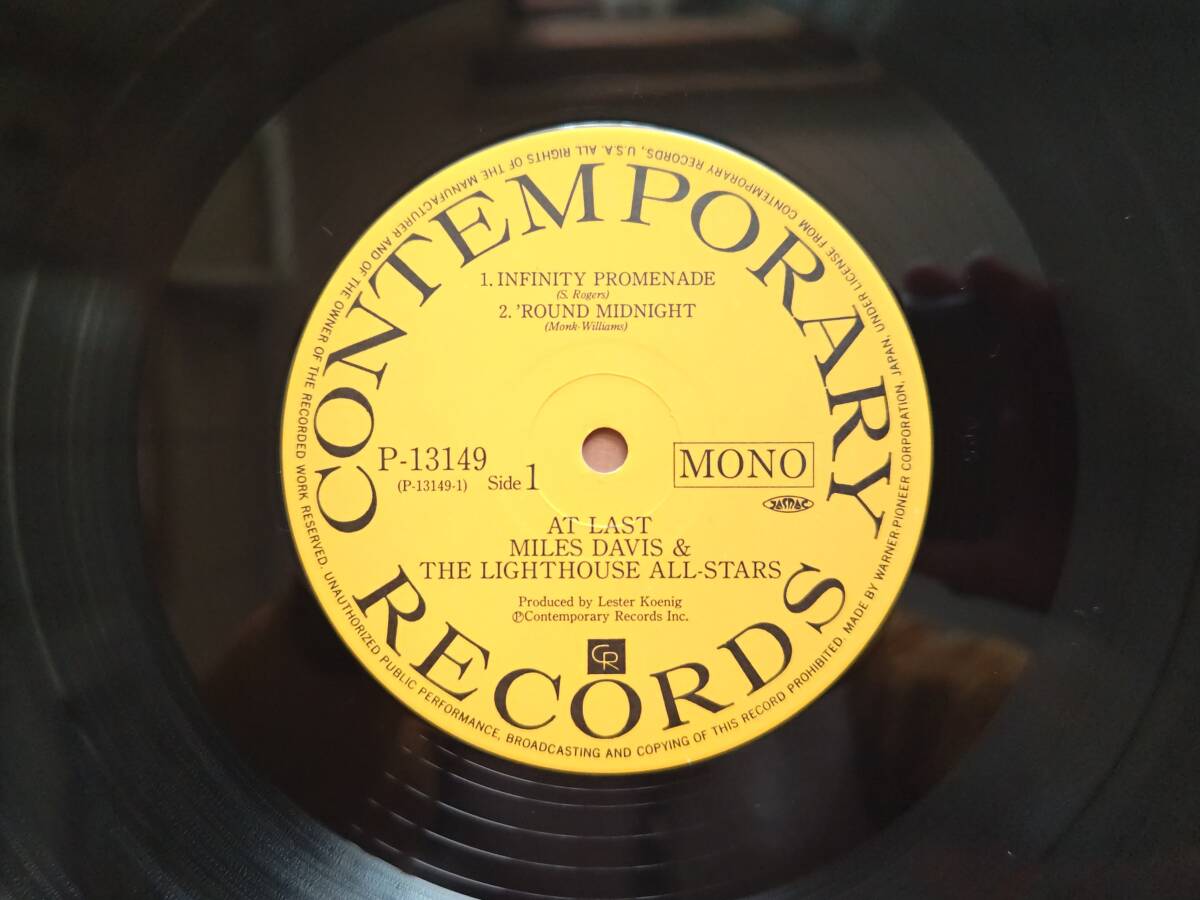 CONTEMPORARY
1. INFINITY PROMENADE
(S. Rogers)
2. 'ROUND MIDNIGHT
(Monk-Williams)
P-13149
(P-13149-1)
Side 1
MONO
JASRAC
AT LAST
MILES DAVIS &
THE LIGHTHOUSE ALL-STARS
Produced by Lester Koenig
ⓅContemporary Records Inc.
CR
RECORDS
MADE BY WARNER-PIONEER CORPORATION, JAPAN, UNDER LICENSE FROM CONTEMPORARY RECORDS, U.S.A. ALL RIGHTS OF THE MANUFACTURER AND OF THE OWNER OF THE RECORDED WORK RESERVED. UNAUTHORIZED PUBLIC PERFORMANCE, BROADCASTING AND COPYING OF THIS RECORD PROHIBITED.